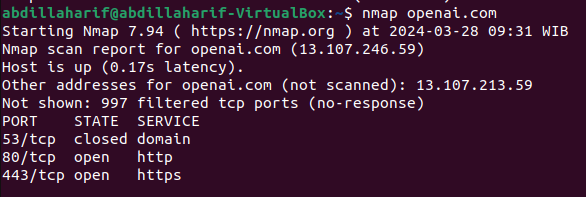 abdillaharif@abdillaharif-VirtualBox:~$ nmap openai.com
Starting Nmap 7.94 ( https://nmap.org ) at 2024-03-28 09:31 WIB
Nmap scan report for openai.com (13.107.246.59)
Host is up (0.17s latency).
Other addresses for openai.com (not scanned): 13.107.213.59
Not shown: 997 filtered tcp ports (no-response)
PORT    STATE  SERVICE
53/tcp  closed domain
80/tcp  open   http
443/tcp open   https